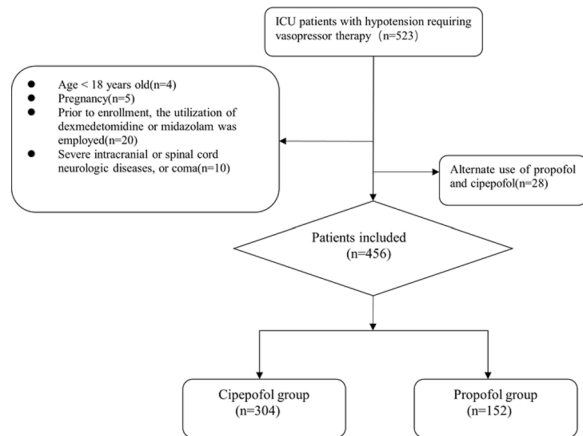 ICU patients with hypotension requiring
vasopressor therapy（n=523）
● Age < 18 years old(n=4)
● Pregnancy(n=5)
● Prior to enrollment, the utilization of
dexmedetomidine or midazolam was
employed(n=20)
● Severe intracranial or spinal cord
neurologic diseases, or coma(n=10)
Alternate use of propofol
and cipepofol(n=28)
Patients included
(n=456)
Cipepofol group
(n=304)
Propofol group
(n=152)